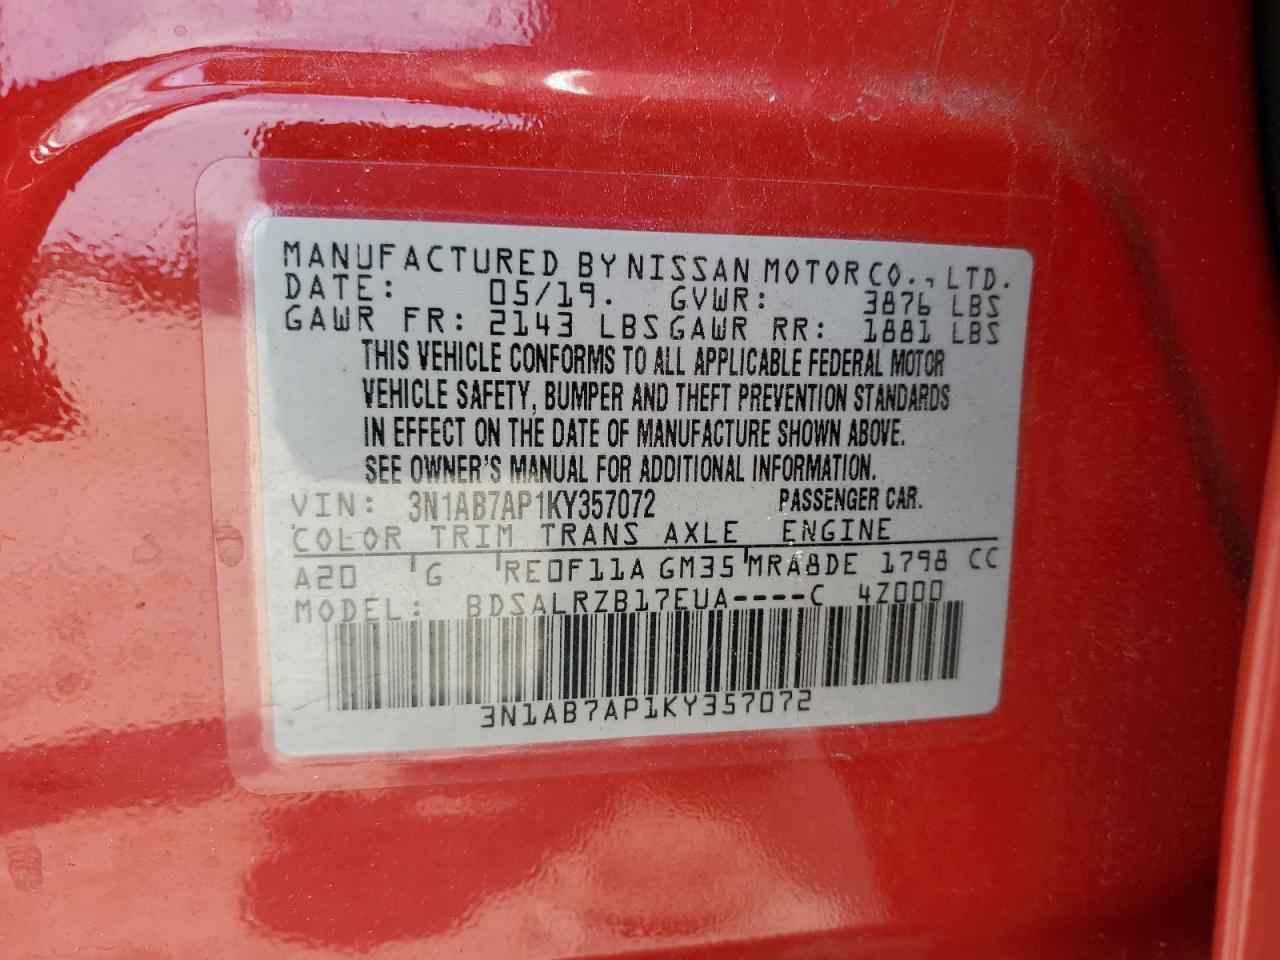 MANUFACTURED BY NISSAN MOTOR CO., LTD.
DATE: 05/19. GVWR: 3876 LBS
GAWR FR: 2143 LBS GAWR RR: 1881 LBS
THIS VEHICLE CONFORMS TO ALL APPLICABLE FEDERAL MOTOR
VEHICLE SAFETY, BUMPER AND THEFT PREVENTION STANDARDS
IN EFFECT ON THE DATE OF MANUFACTURE SHOWN ABOVE.
SEE OWNER'S MANUAL FOR ADDITIONAL INFORMATION.
VIN: 3N1AB7AP1KY357072 PASSENGER CAR.
COLOR TRIM TRANS AXLE ENGINE
A20 G RE0F11A GM35 MRA8DE 1798 CC
MODEL: BDSALRZB17EUA----C 4Z000
3N1AB7AP1KY357072